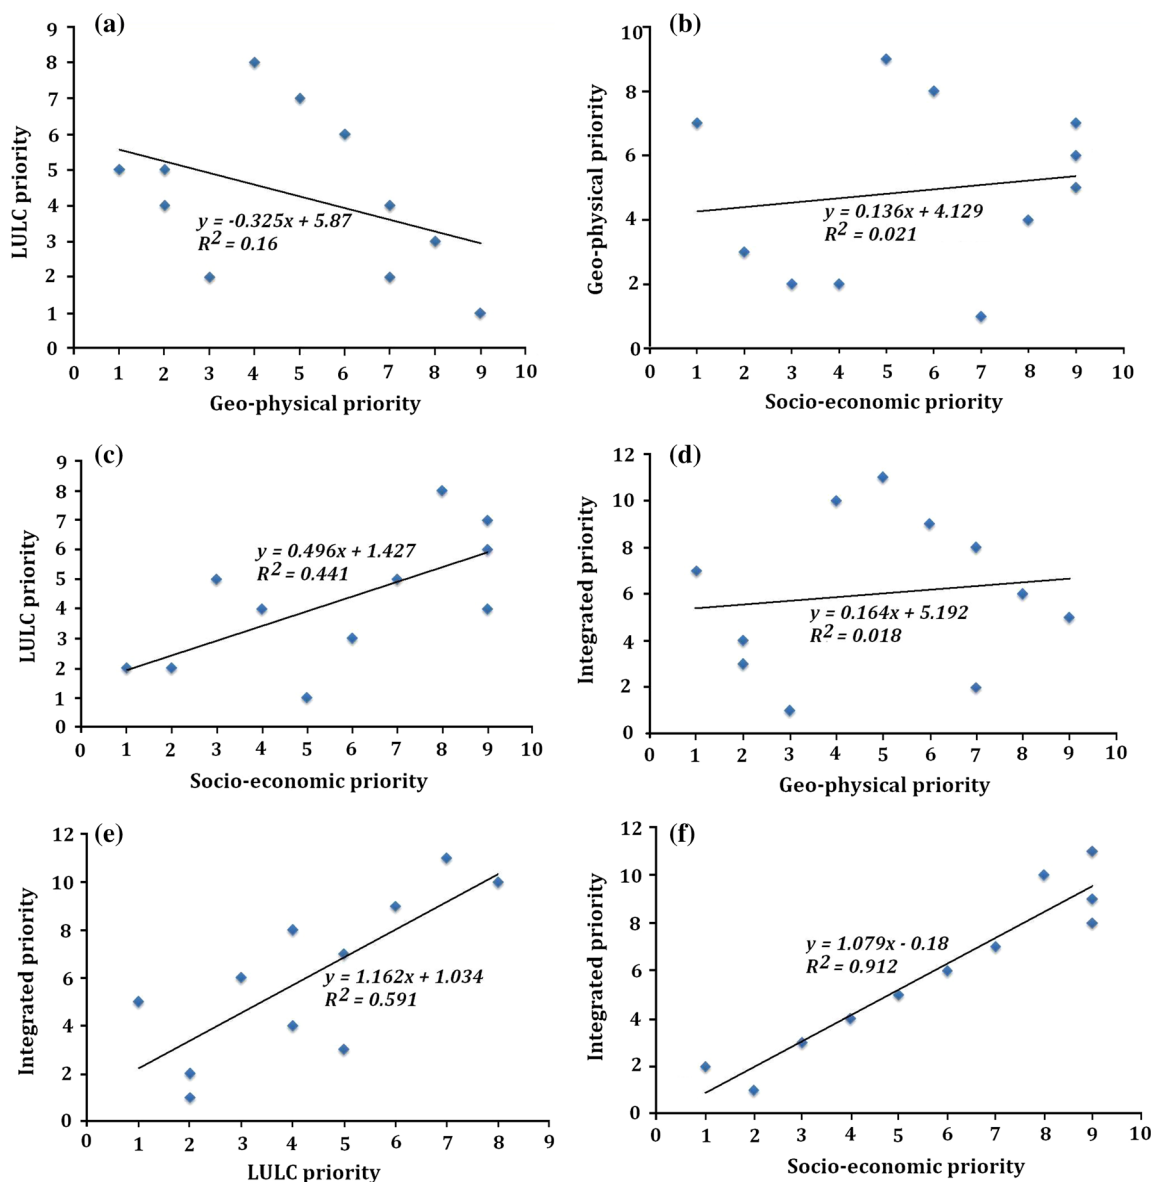 (a)
9
8
7
6
5
4
3
2
1
0
LULC priority
y = -0.325x + 5.87
R2 = 0.16
0 1 2 3 4 5 6 7 8 9 10
Geo-physical priority
(b)
10
8
6
4
2
0
Geo-physical priority
y = 0.136x + 4.129
R2 = 0.021
0 1 2 3 4 5 6 7 8 9 10
Socio-economic priority
(c)
9
8
7
6
5
4
3
2
1
0
LULC priority
y = 0.496x + 1.427
R2 = 0.441
0 1 2 3 4 5 6 7 8 9 10
Socio-economic priority
(d)
12
10
8
6
4
2
0
Integrated priority
y = 0.164x + 5.192
R2 = 0.018
0 1 2 3 4 5 6 7 8 9 10
Geo-physical priority
(e)
12
10
8
6
4
2
0
Integrated priority
y = 1.162x + 1.034
R2 = 0.591
0 1 2 3 4 5 6 7 8 9
LULC priority
(f)
12
10
8
6
4
2
0
Integrated priority
y = 1.079x - 0.18
R2 = 0.912
0 1 2 3 4 5 6 7 8 9 10
Socio-economic priority